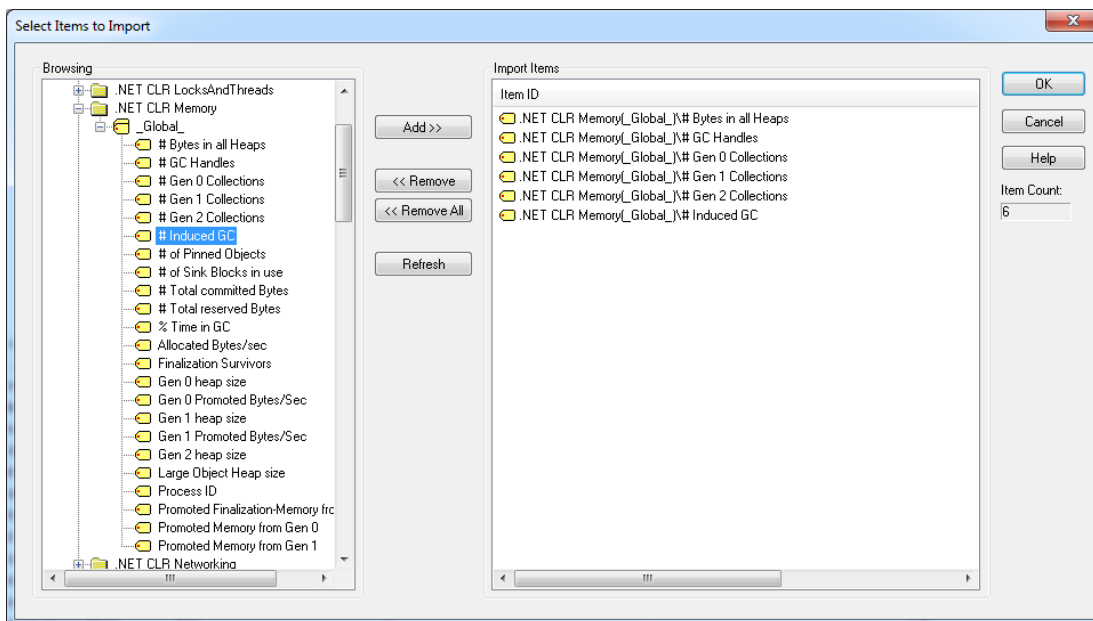 Select Items to Import
Browsing
.NET CLR LocksAndThreads
.NET CLR Memory
_Global_
# Bytes in all Heaps
# GC Handles
# Gen 0 Collections
# Gen 1 Collections
# Gen 2 Collections
# Induced GC
# of Pinned Objects
# of Sink Blocks in use
# Total committed Bytes
# Total reserved Bytes
% Time in GC
Allocated Bytes/sec
Finalization Survivors
Gen 0 heap size
Gen 0 Promoted Bytes/Sec
Gen 1 heap size
Gen 1 Promoted Bytes/Sec
Gen 2 heap size
Large Object Heap size
Process ID
Promoted Finalization-Memory frc
Promoted Memory from Gen 0
Promoted Memory from Gen 1
.NET CLR Networking
Add >>
<< Remove
<< Remove All
Refresh
Import Items
Item ID
.NET CLR Memory(_Global_)\# Bytes in all Heaps
.NET CLR Memory(_Global_)\# GC Handles
.NET CLR Memory(_Global_)\# Gen 0 Collections
.NET CLR Memory(_Global_)\# Gen 1 Collections
.NET CLR Memory(_Global_)\# Gen 2 Collections
.NET CLR Memory(_Global_)\# Induced GC
OK
Cancel
Help
Item Count:
6